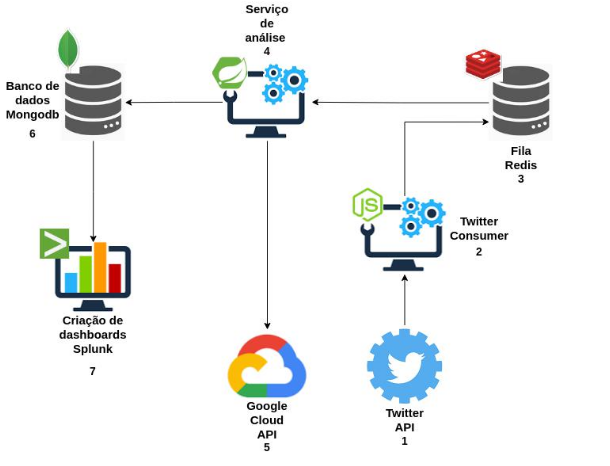 Serviço
de
análise
4
Banco de
dados
Mongodb
6
Fila
Redis
3
JS
Twitter
Consumer
2
Criação de
dashboards
Splunk
7
Google
Cloud
API
5
Twitter
API
1